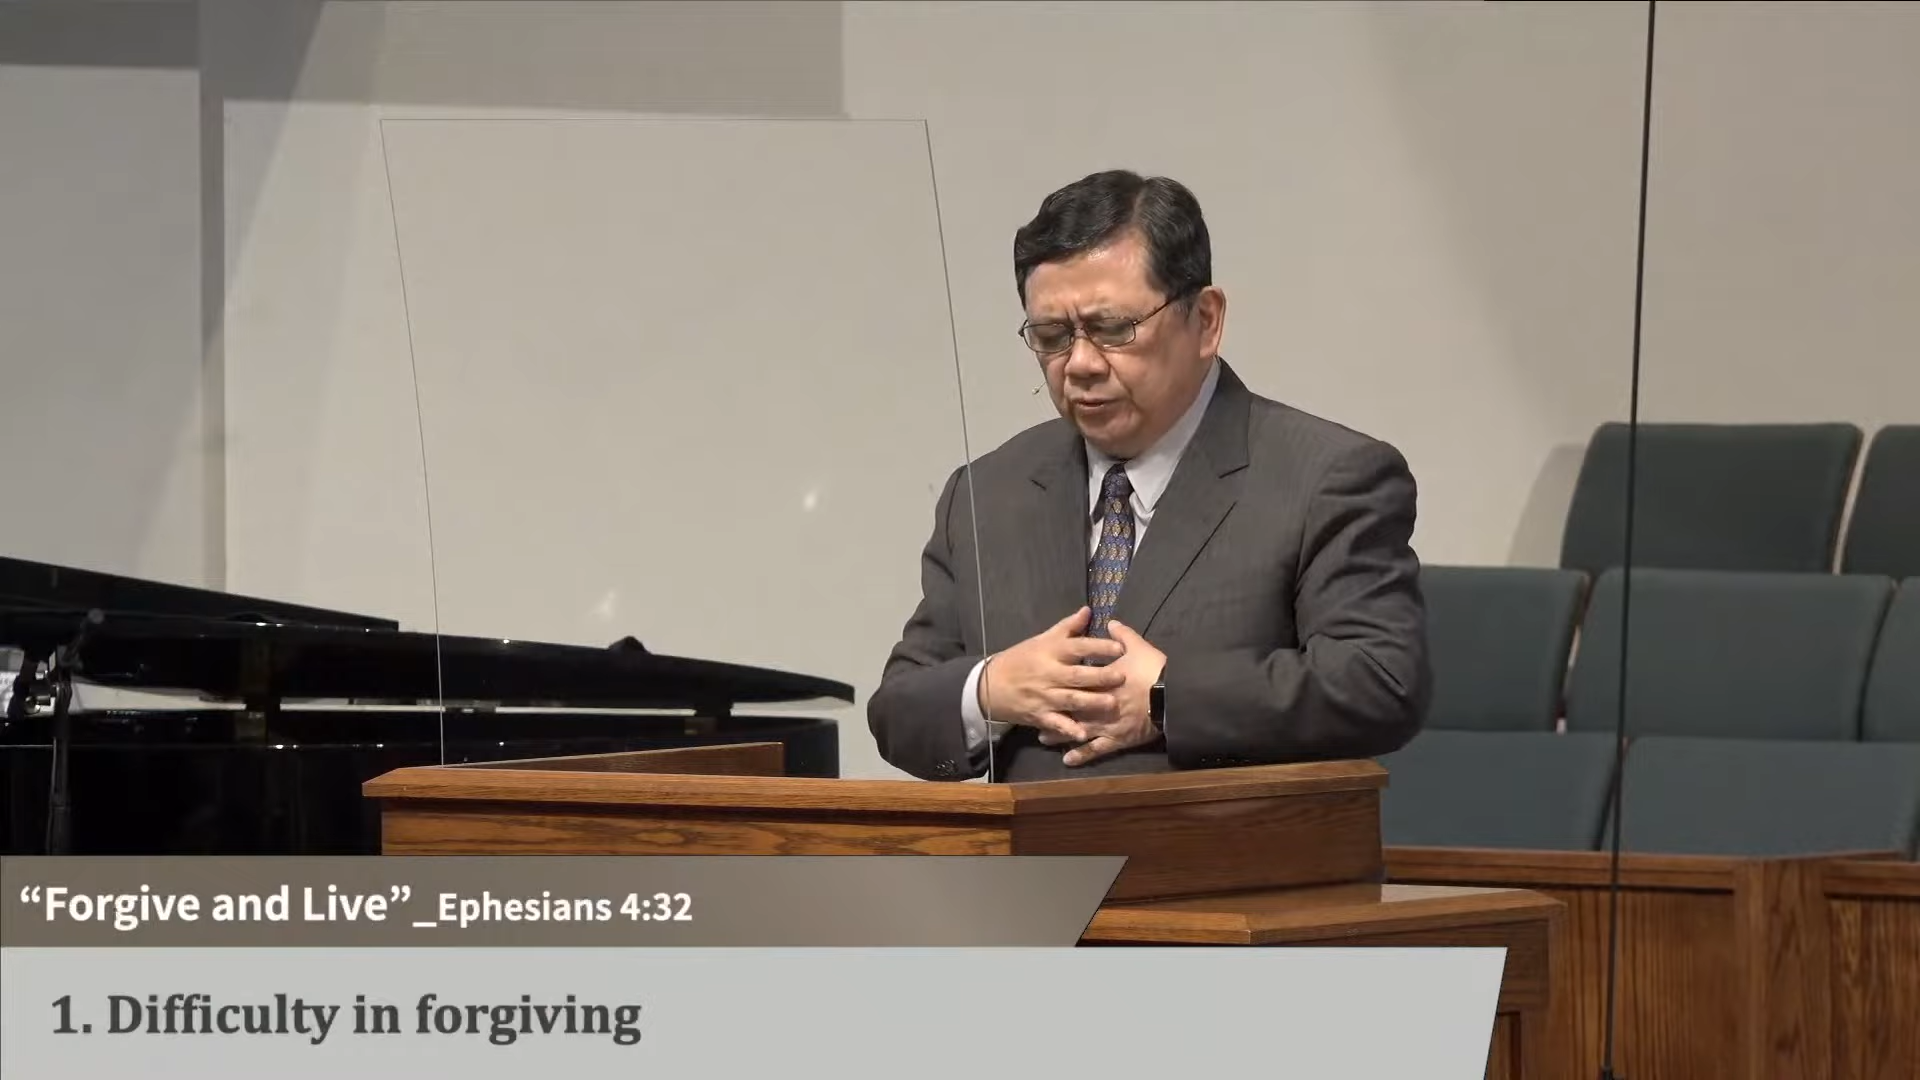 “Forgive and Live”_Ephesians 4:32
1. Difficulty in forgiving